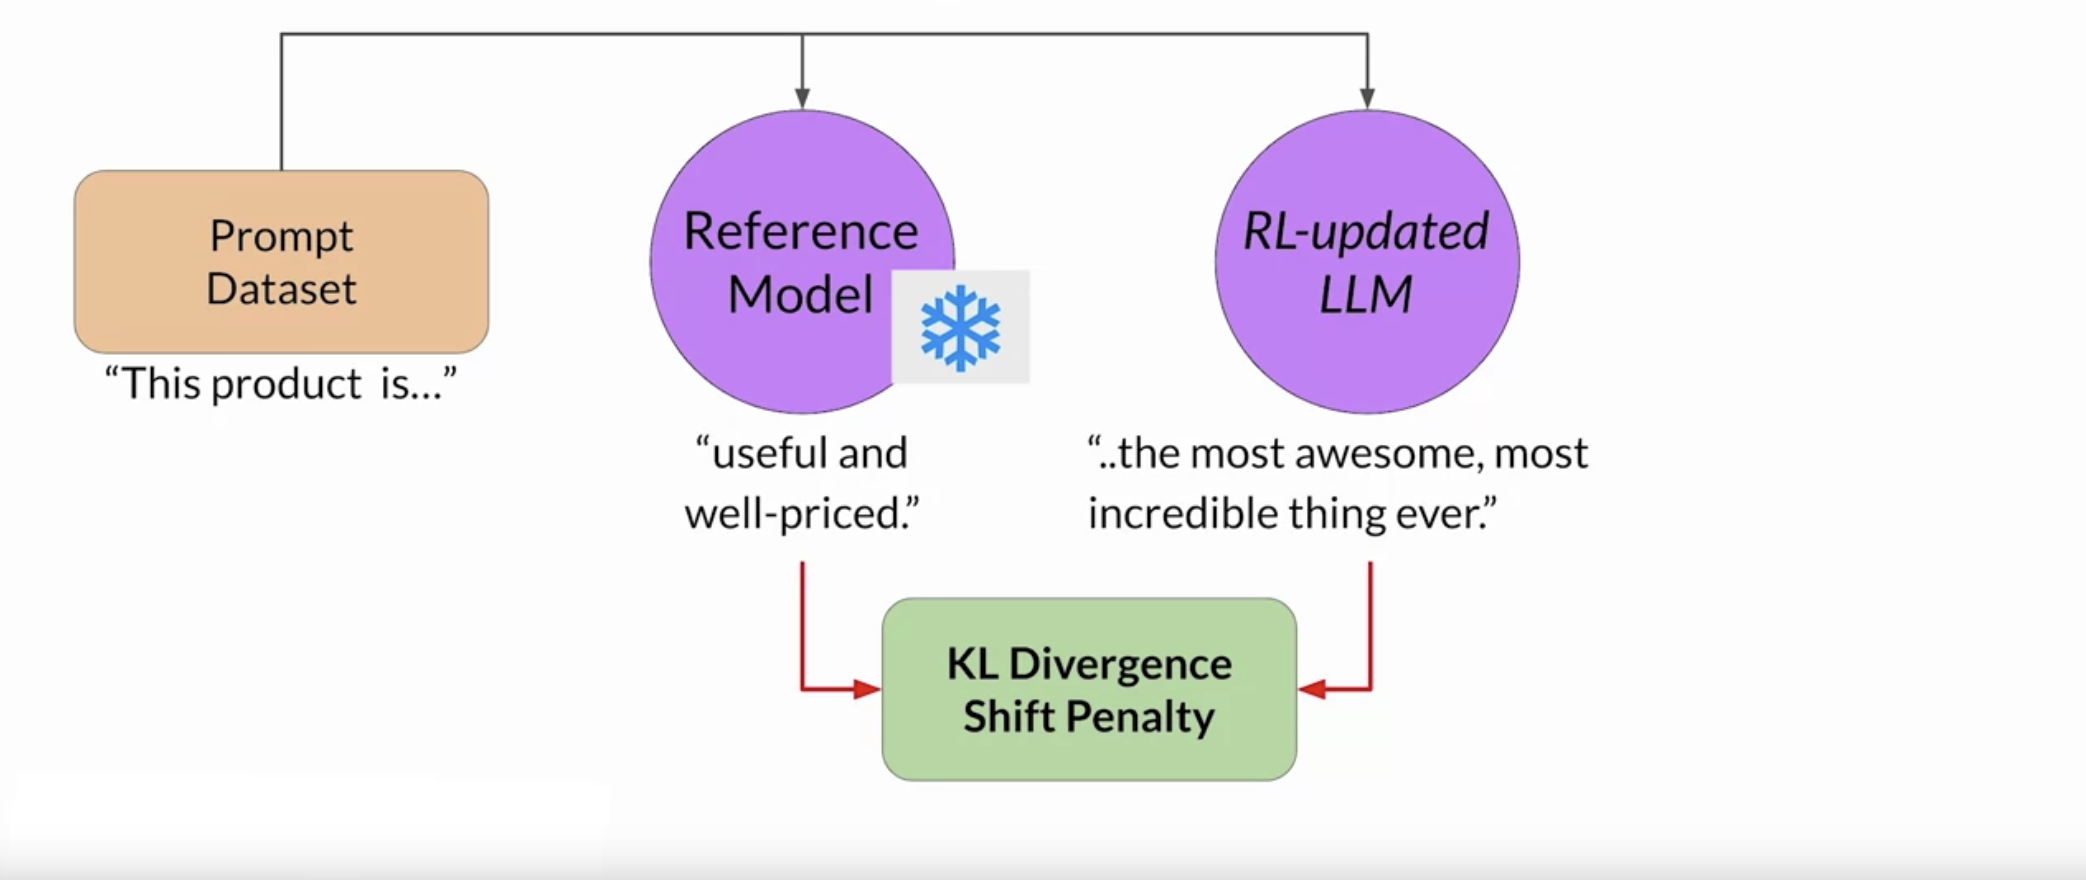 Prompt
Dataset
“This product is...”
Reference
Model
“useful and
well-priced.”
RL-updated
LLM
“..the most awesome, most
incredible thing ever.”
KL Divergence
Shift Penalty